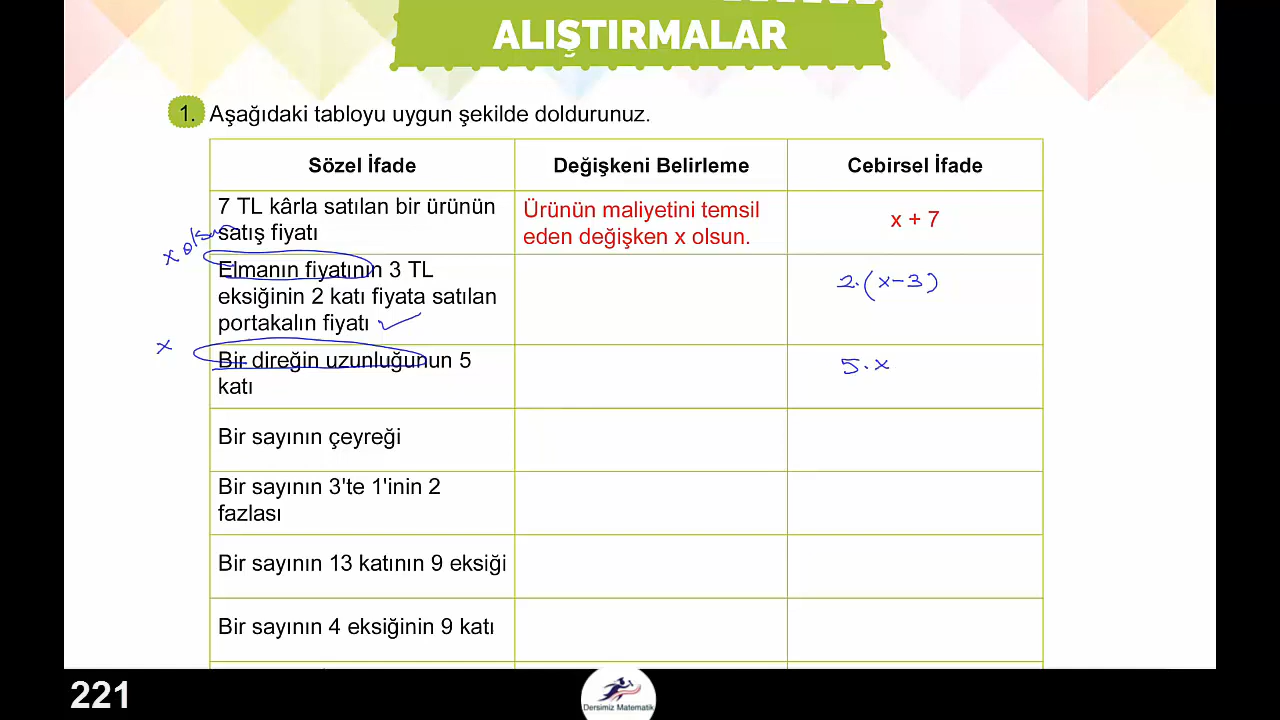 ALIŞTIRMALAR
1. Aşağıdaki tabloyu uygun şekilde doldurunuz.
Sözel İfade
Değişkeni Belirleme
Cebirsel İfade
7 TL kârla satılan bir ürünün
satış fiyatı
Ürünün maliyetini temsil
eden değişken x olsun.
x + 7
x olsun
Elmanın fiyatının 3 TL
eksiğinin 2 katı fiyata satılan
portakalın fiyatı
2.(x-3)
x
Bir direğin uzunluğunun 5
katı
5.x
Bir sayının çeyreği
Bir sayının 3'te 1'inin 2
fazlası
Bir sayının 13 katının 9 eksiği
Bir sayının 4 eksiğinin 9 katı
221
Dersimiz Matematik